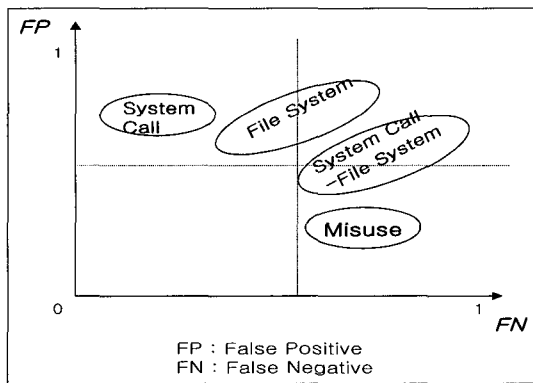 FP
1
System
Call
File System
System Call
–File System
Misuse
0
1
FN
FP : False Positive
FN : False Negative